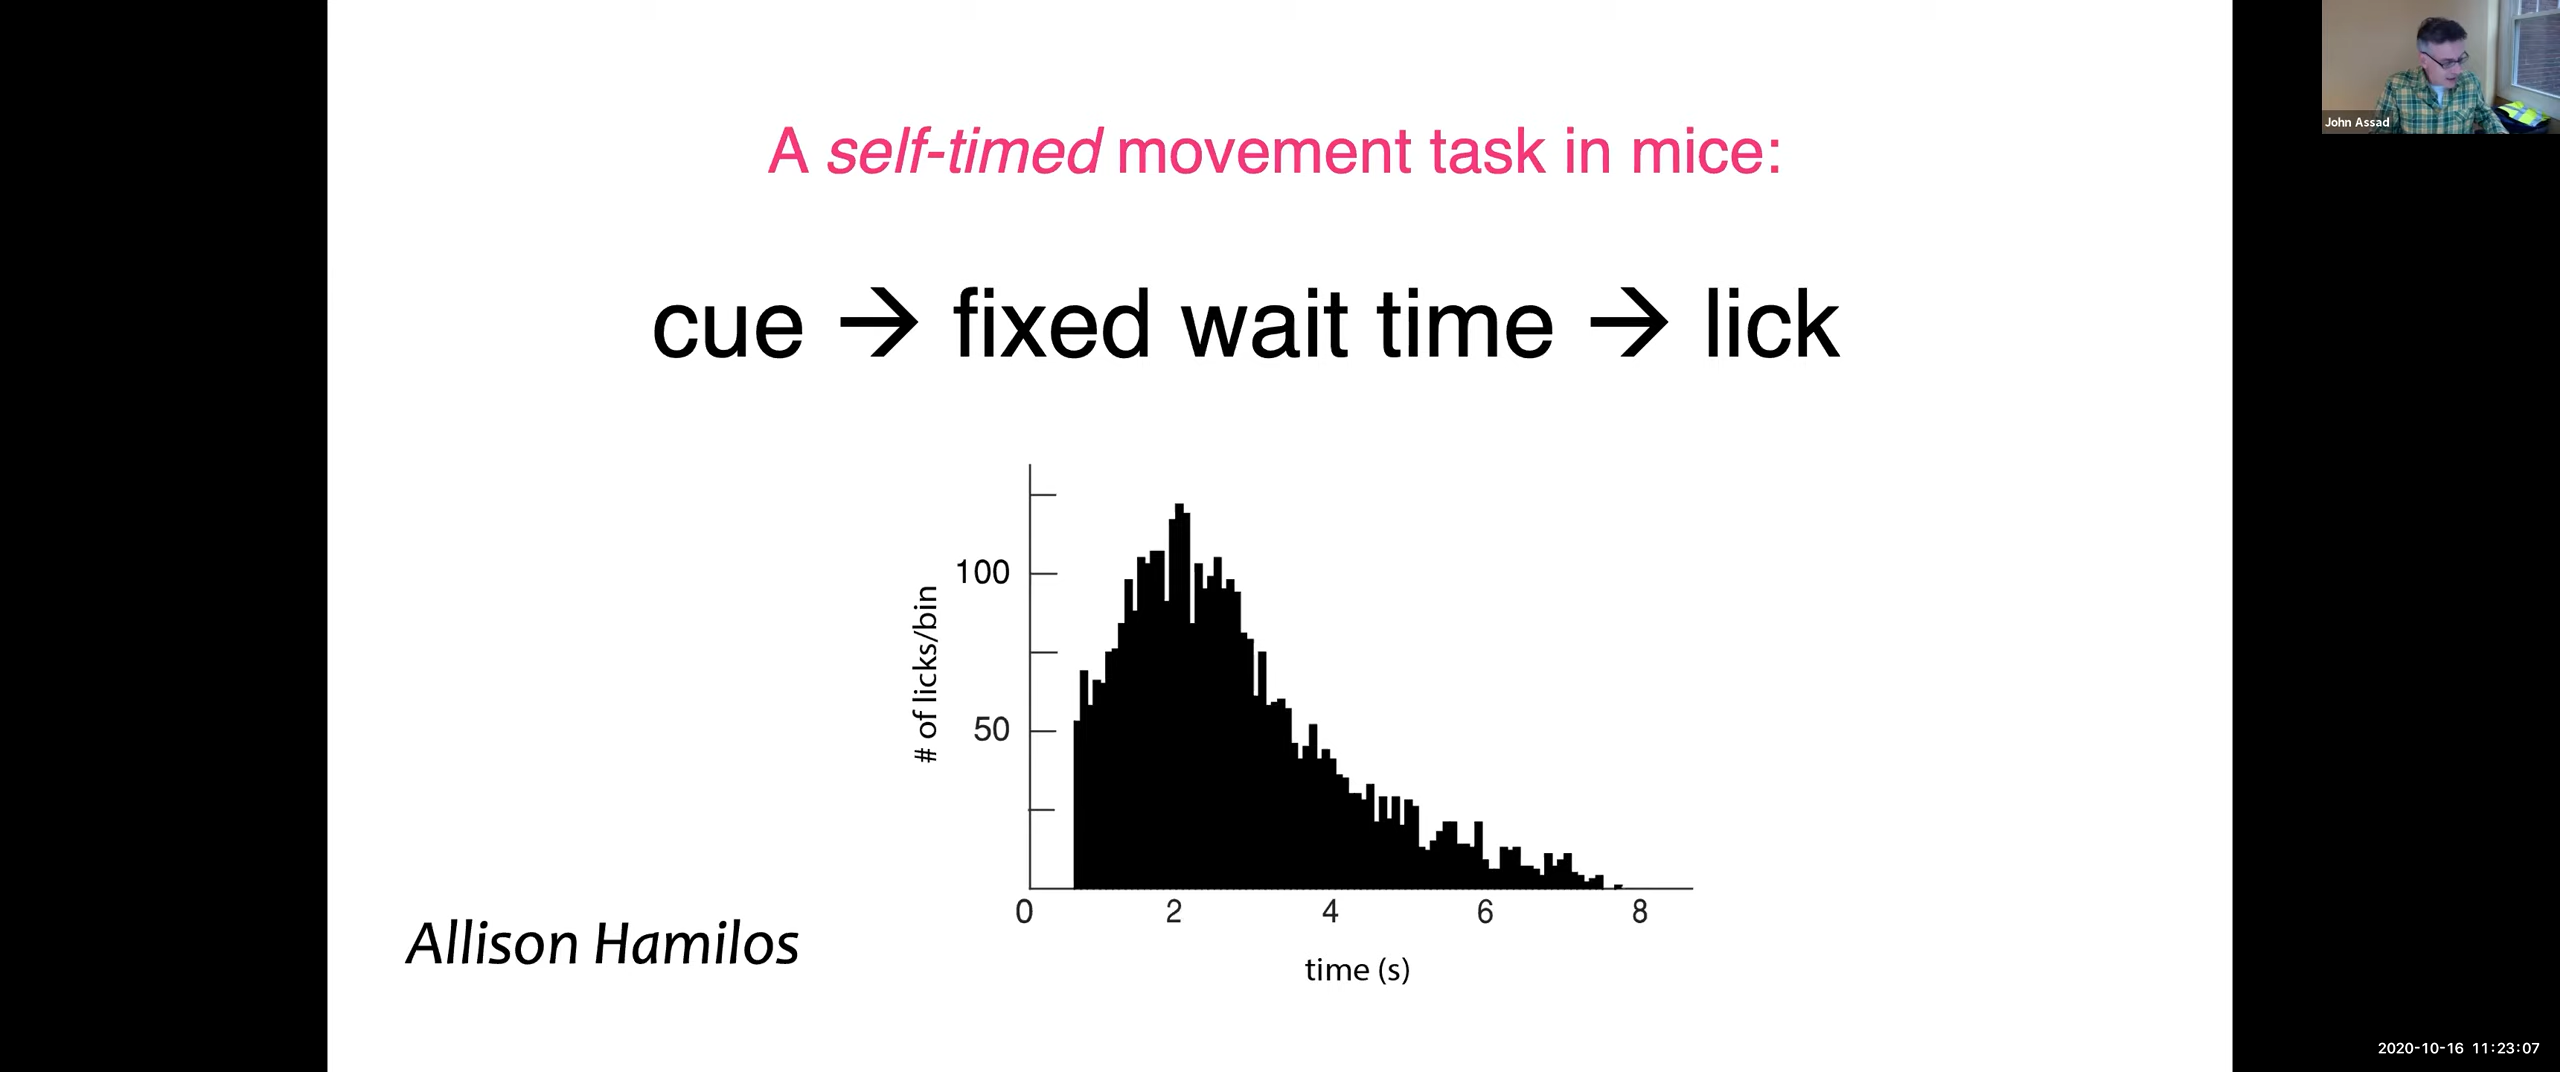 John Assad
A self-timed movement task in mice:
cue → fixed wait time → lick
# of licks/bin
100
50
0 2 4 6 8
time (s)
Allison Hamilos
2020-10-16 11:23:07